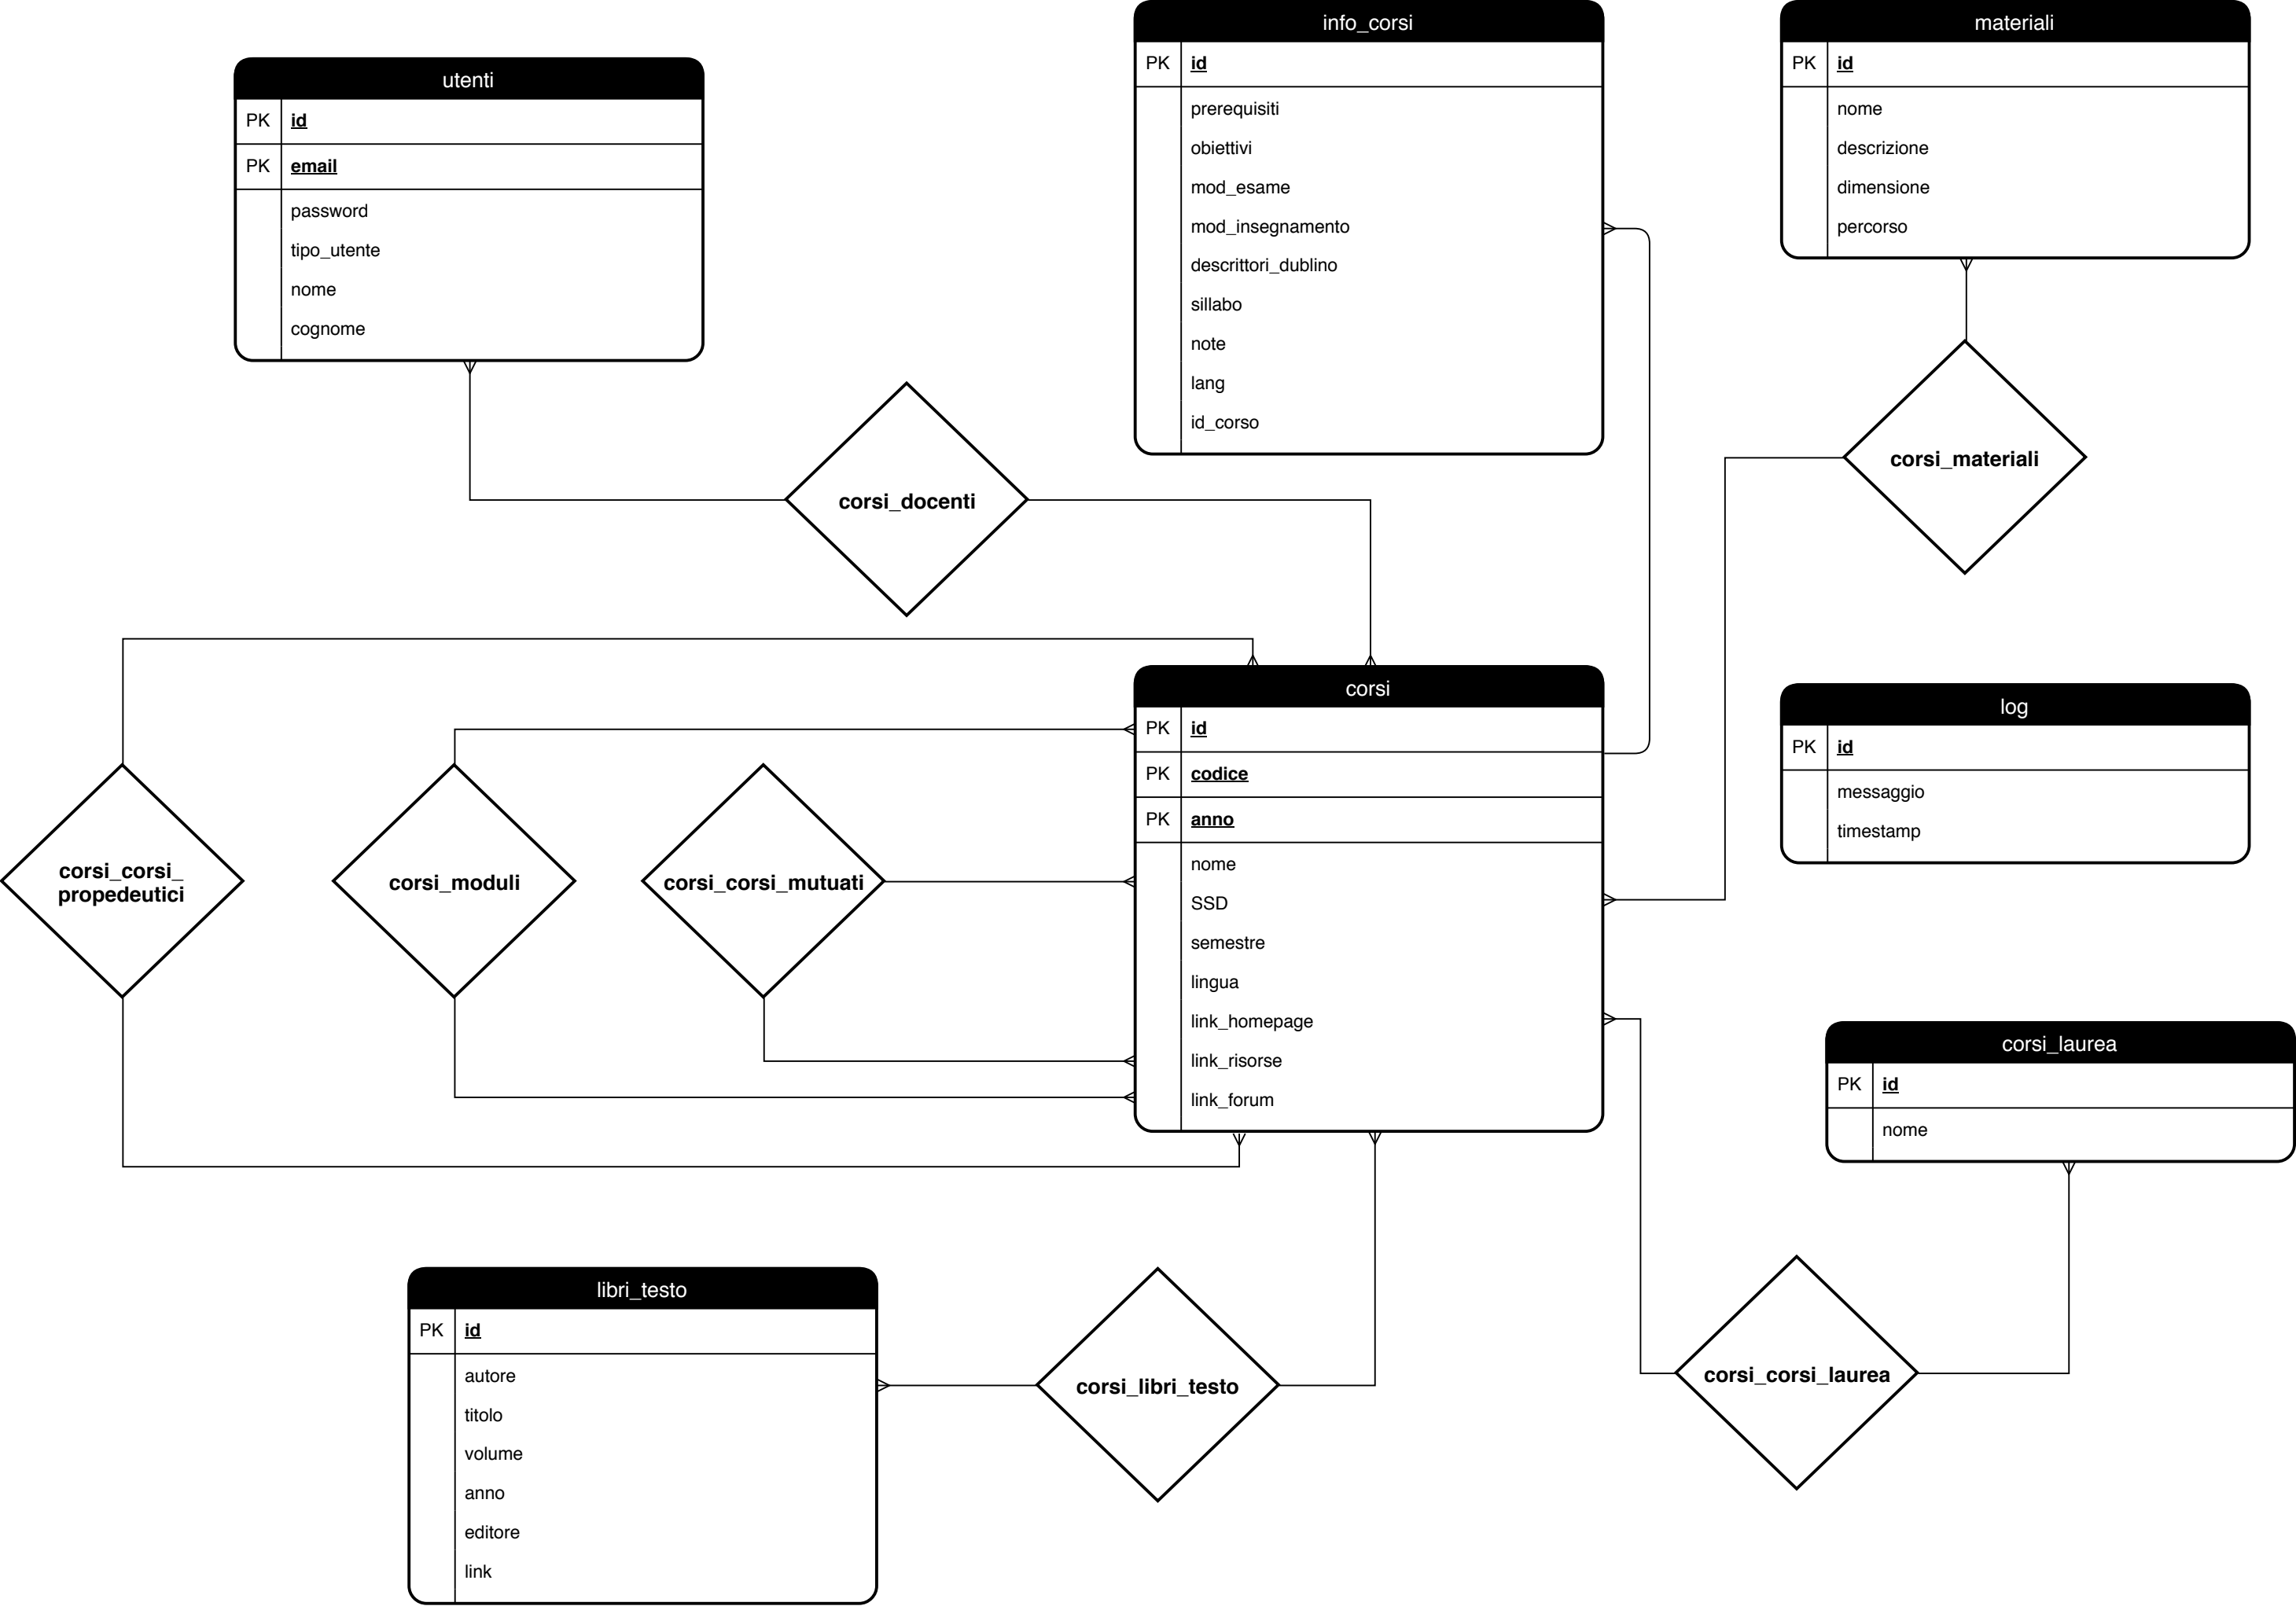 utenti
PK id
PK email
password
tipo_utente
nome
cognome
info_corsi
PK id
prerequisiti
obiettivi
mod_esame
mod_insegnamento
descrittori_dublino
sillabo
note
lang
id_corso
materiali
PK id
nome
descrizione
dimensione
percorso
corsi_docenti
corsi_materiali
corsi_corsi_
propedeutici
corsi_moduli
corsi_corsi_mutuati
corsi
PK id
PK codice
PK anno
nome
SSD
semestre
lingua
link_homepage
link_risorse
link_forum
log
PK id
messaggio
timestamp
corsi_laurea
PK id
nome
libri_testo
PK id
autore
titolo
volume
anno
editore
link
corsi_libri_testo
corsi_corsi_laurea